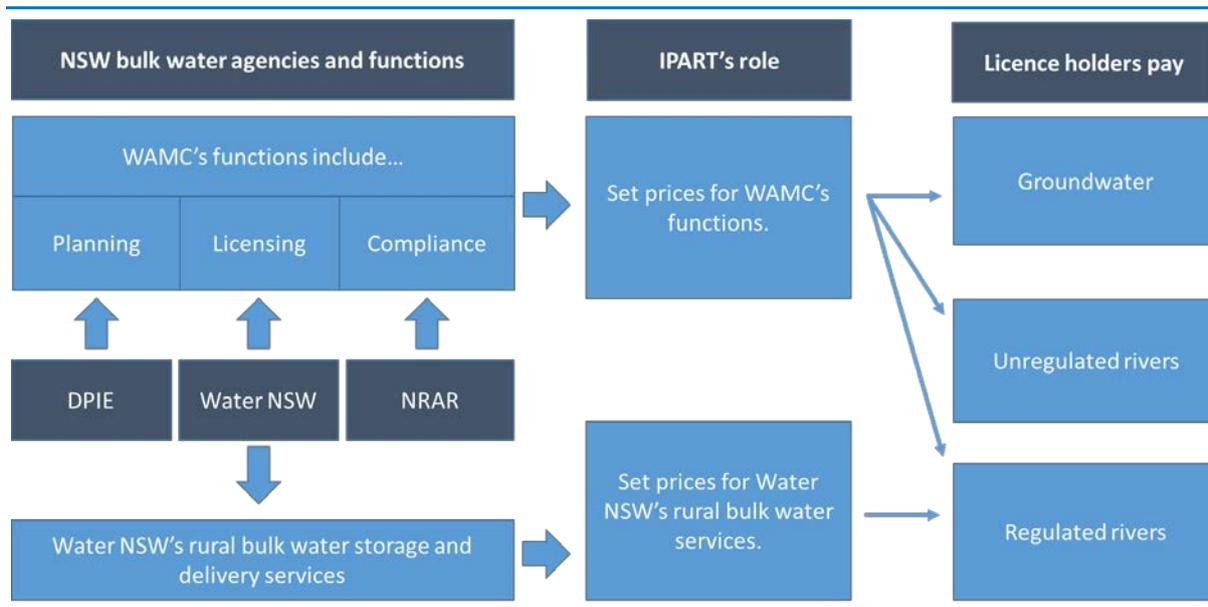 NSW bulk water agencies and functions
IPART's role
Licence holders pay
WAMC's functions include...
Planning
Licensing
Compliance
Set prices for WAMC's
functions.
Groundwater
Unregulated rivers
DPIE
Water NSW
NRAR
Set prices for Water
NSW's rural bulk water
services.
Regulated rivers
Water NSW's rural bulk water storage and
delivery services